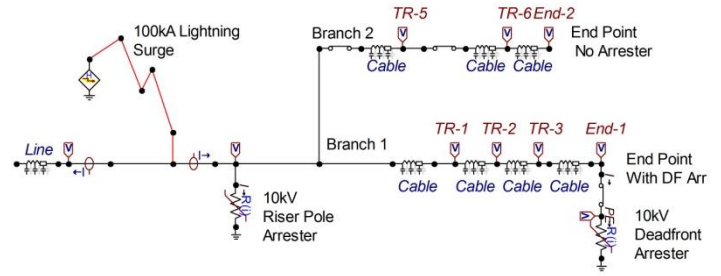 100kA Lightning
Surge
Branch 2
TR-5
TR-6
End-2
End Point
No Arrester
Cable
Cable
Cable
Line
V
V
V
V
V
I
I
Branch 1
TR-1
TR-2
TR-3
End-1
V
V
V
V
Cable
Cable
Cable
Cable
End Point
With DF Arr
I
R(i)
10kV
Riser Pole
Arrester
I
V
R(i)
10kV
Deadfront
Arrester